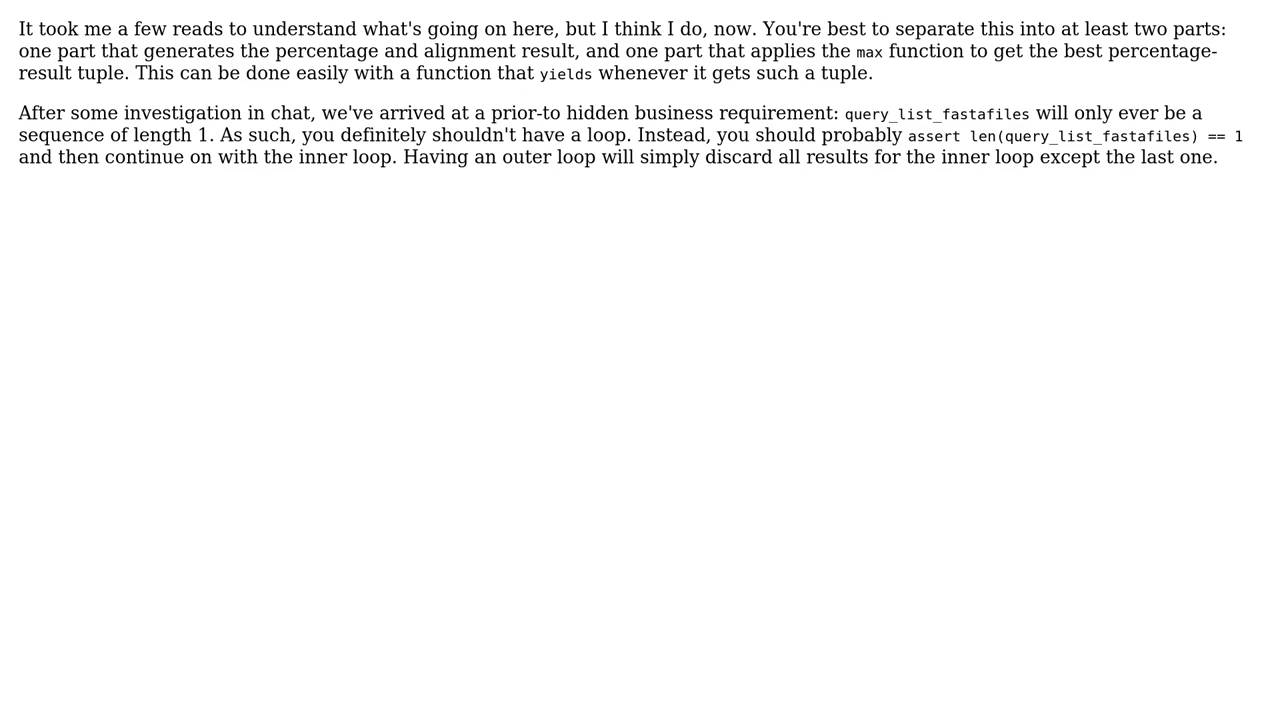 It took me a few reads to understand what's going on here, but I think I do, now. You're best to separate this into at least two parts:
one part that generates the percentage and alignment result, and one part that applies the max function to get the best percentage-
result tuple. This can be done easily with a function that yields whenever it gets such a tuple.
After some investigation in chat, we've arrived at a prior-to hidden business requirement: query_list_fastafiles will only ever be a
sequence of length 1. As such, you definitely shouldn't have a loop. Instead, you should probably assert len(query_list_fastafiles) == 1
and then continue on with the inner loop. Having an outer loop will simply discard all results for the inner loop except the last one.